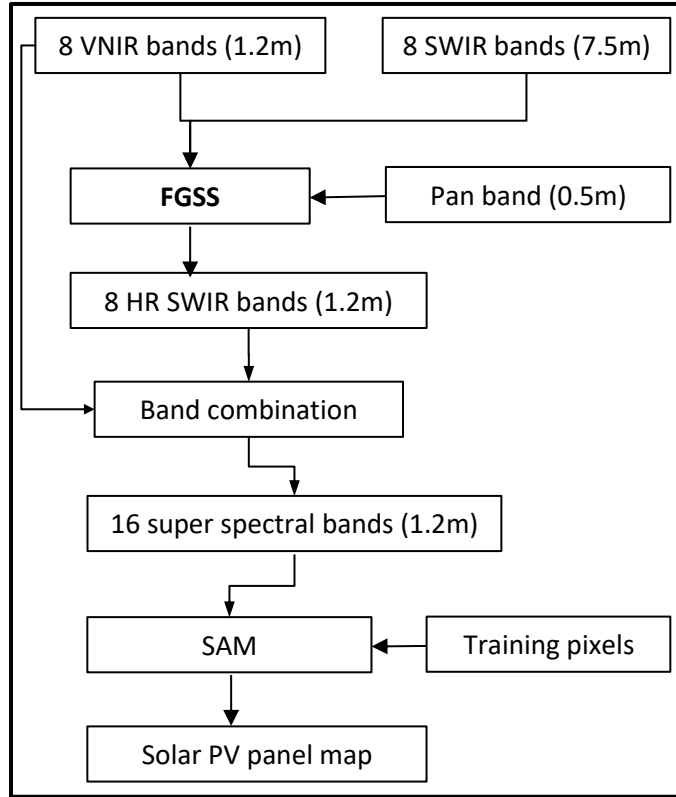 8 VNIR bands (1.2m)
8 SWIR bands (7.5m)
FGSS
Pan band (0.5m)
8 HR SWIR bands (1.2m)
Band combination
16 super spectral bands (1.2m)
SAM
Training pixels
Solar PV panel map